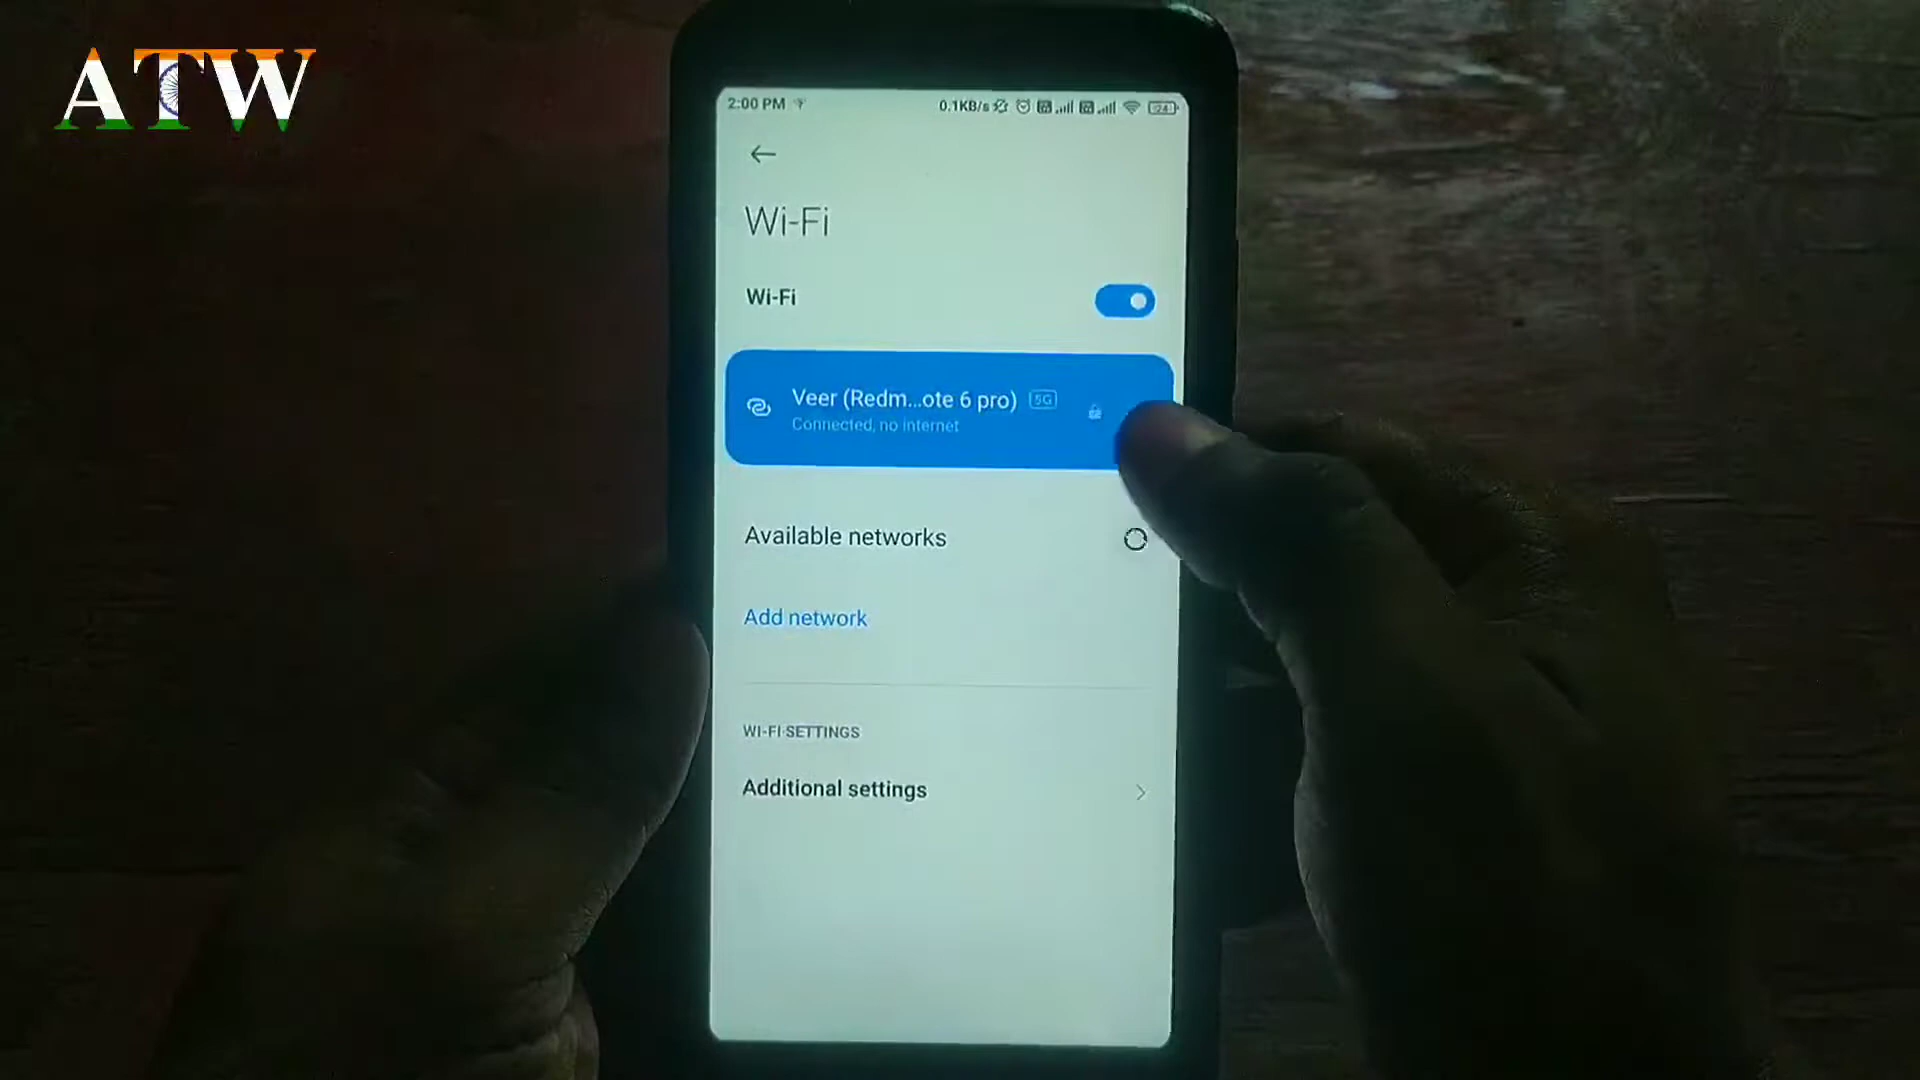 ATW
2:00 PM
0.1KB/s
24
Wi-Fi
Wi-Fi
Veer (Redm...ote 6 pro) 5G
Connected, no internet
Available networks
Add network
WI-FI SETTINGS
Additional settings